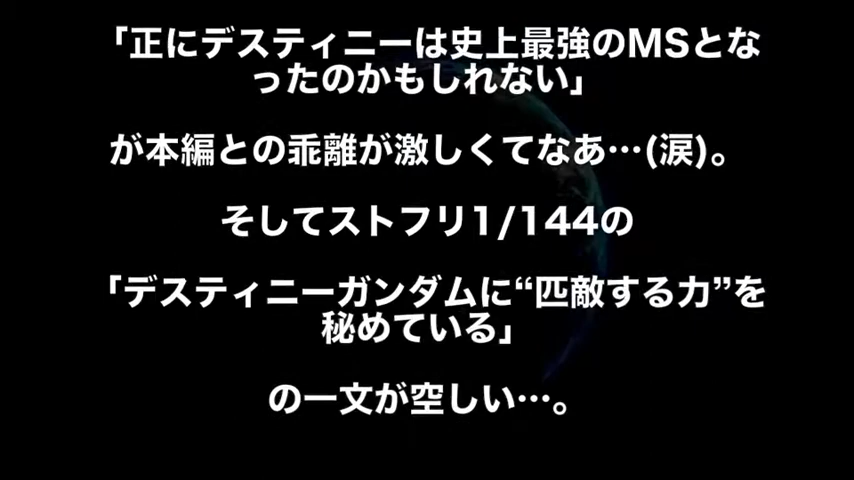 「正にデスティニーは史上最強のMSとな
ったのかもしれない」
が本編との乖離が激しくてなあ…(涙)。
そしてストフリ1/144の
「デスティニーガンダムに“匹敵する力”を
秘めている」
の一文が空しい…。